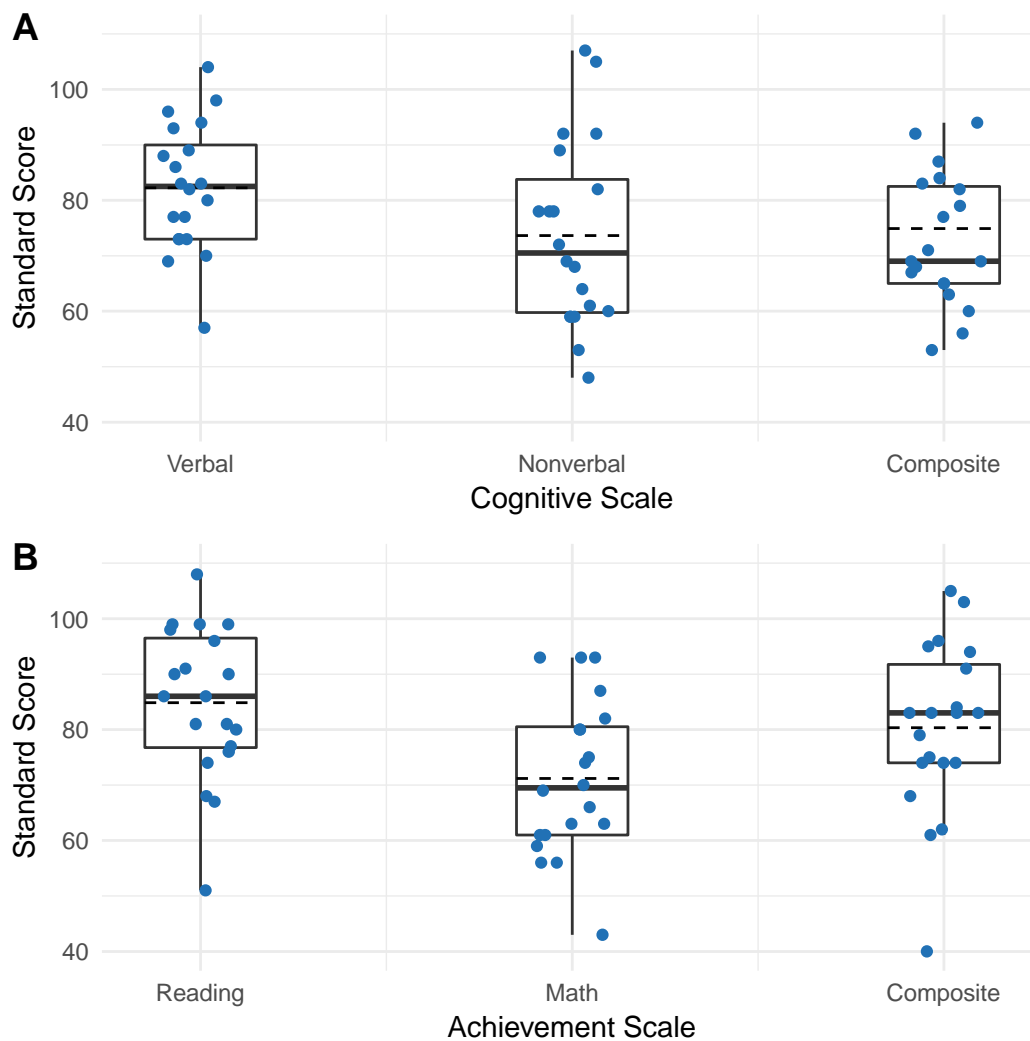 A
Standard Score
100
80
60
40
Verbal Nonverbal Composite
Cognitive Scale
B
Standard Score
100
80
60
40
Reading Math Composite
Achievement Scale